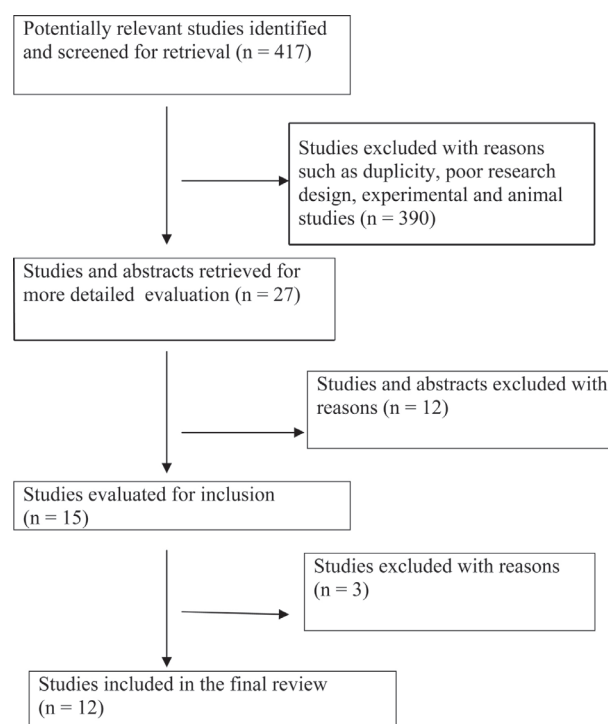 Potentially relevant studies identified
and screened for retrieval (n = 417)
Studies excluded with reasons
such as duplicity, poor research
design, experimental and animal
studies (n = 390)
Studies and abstracts retrieved for
more detailed evaluation (n = 27)
Studies and abstracts excluded with
reasons (n = 12)
Studies evaluated for inclusion
(n = 15)
Studies excluded with reasons
(n = 3)
Studies included in the final review
(n = 12)